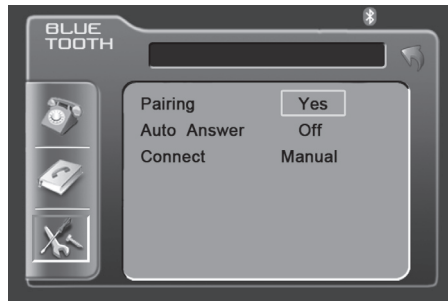 BLUE
TOOTH
Pairing Yes
Auto Answer Off
Connect Manual